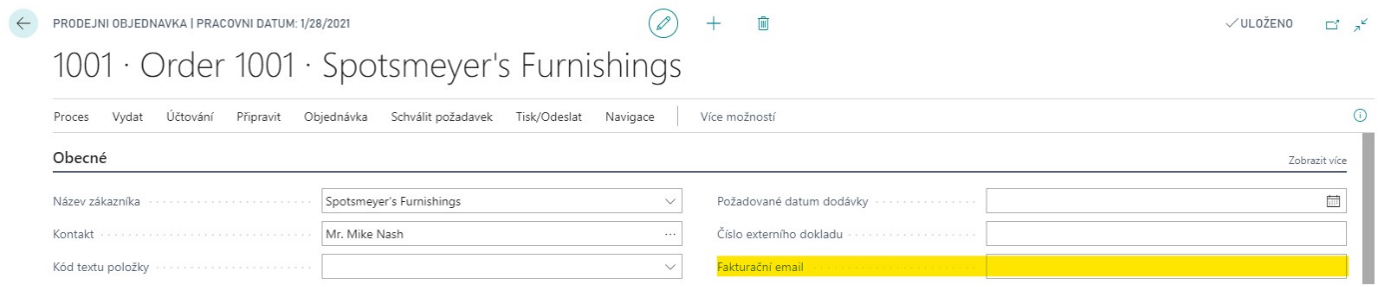 PRODEJNI OBJEDNAVKA | PRACOVNI DATUM: 1/28/2021
ULOŽENO
1001 · Order 1001 · Spotsmeyer's Furnishings
Proces Vydat Účtování Připravit Objednávka Schválit požadavek Tisk/Odeslat Navigace Více možností
Obecné Zobrazit více
Název zákazníka Spotsmeyer's Furnishings Požadované datum dodávky
Kontakt Mr. Mike Nash Číslo externího dokladu
Kód textu položky Fakturační email